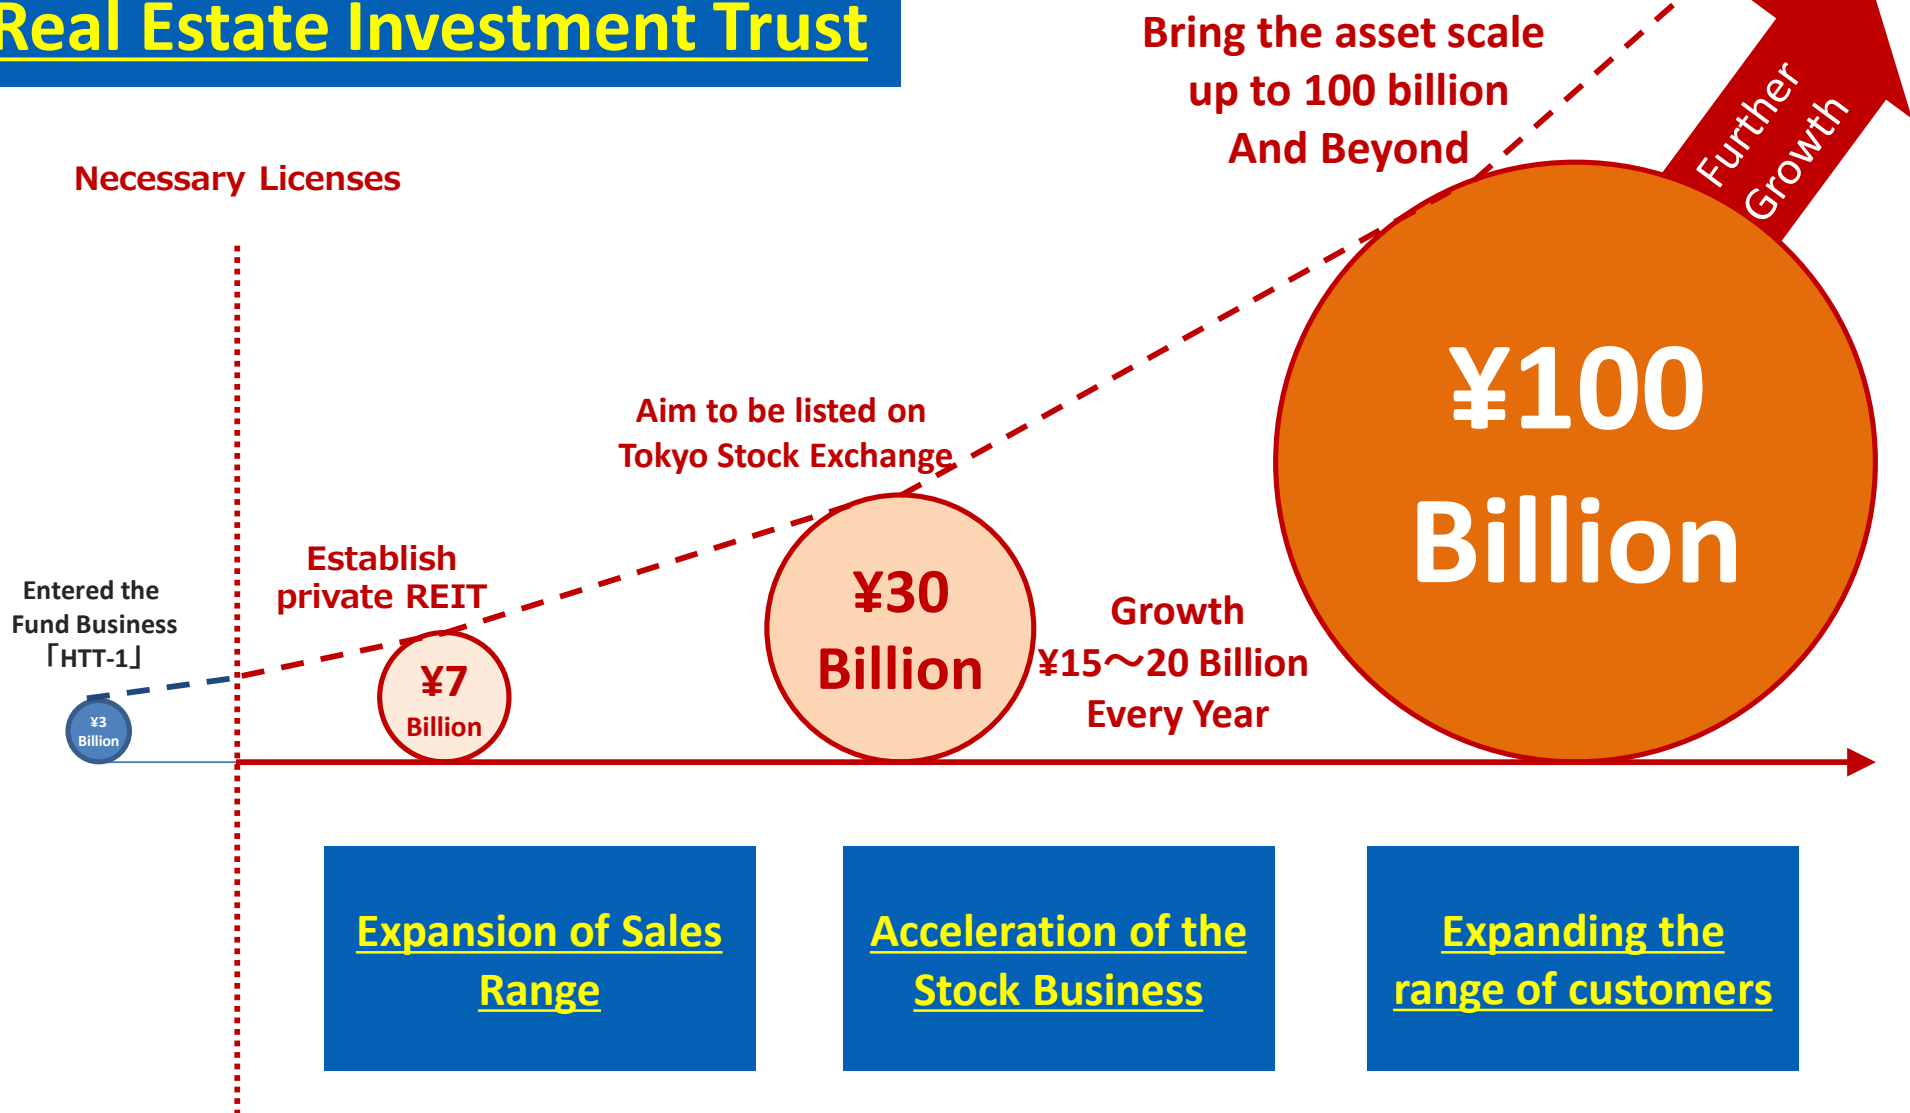 Real Estate Investment Trust
Bring the asset scale
up to 100 billion
And Beyond
Further
Growth
Necessary Licenses
¥100
Billion
Aim to be listed on
Tokyo Stock Exchange
Establish
private REIT
Entered the
Fund Business
「HTT-1」
¥30
Billion
Growth
¥15～20 Billion
Every Year
¥7
Billion
¥3
Billion
Expansion of Sales
Range
Acceleration of the
Stock Business
Expanding the
range of customers